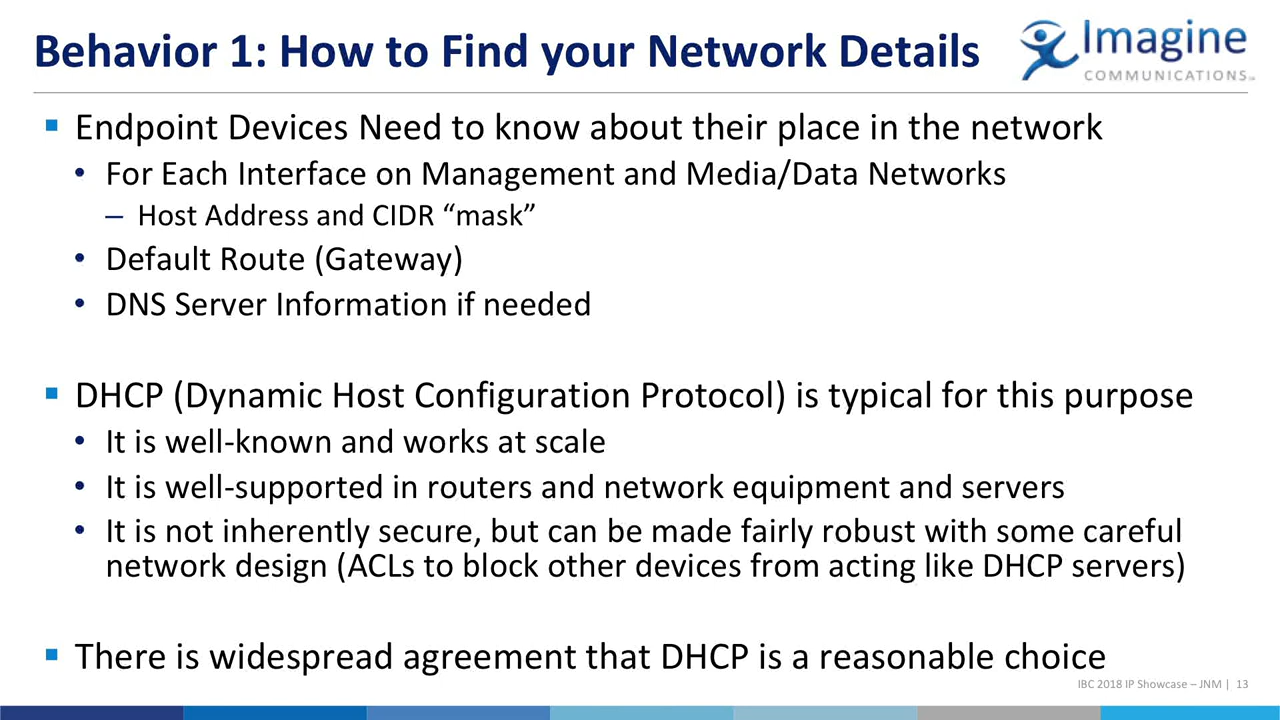 Behavior 1: How to Find your Network Details
Imagine
COMMUNICATIONS
▪ Endpoint Devices Need to know about their place in the network
• For Each Interface on Management and Media/Data Networks
– Host Address and CIDR “mask”
• Default Route (Gateway)
• DNS Server Information if needed
▪ DHCP (Dynamic Host Configuration Protocol) is typical for this purpose
• It is well-known and works at scale
• It is well-supported in routers and network equipment and servers
• It is not inherently secure, but can be made fairly robust with some careful
network design (ACLs to block other devices from acting like DHCP servers)
▪ There is widespread agreement that DHCP is a reasonable choice
IBC 2018 IP Showcase – JNM | 13